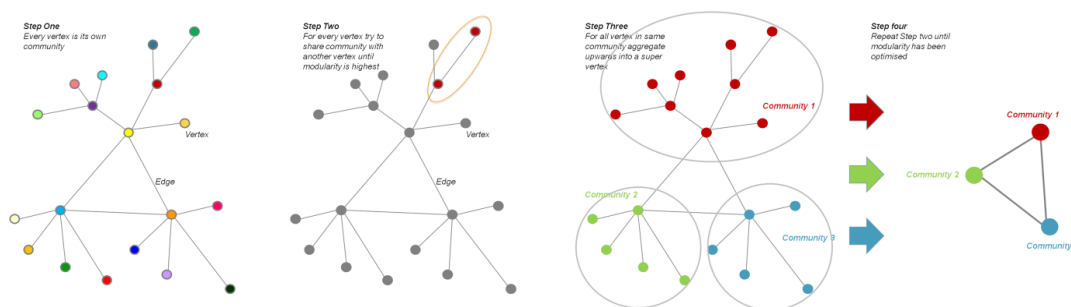 Step One
Every vertex is its own
community
Vertex
Edge
Step Two
For every vertex try to
share community with
another vertex until
modularity is highest
Edge
Step Three
For all vertex in same
community aggregate
upwards into a super
vertex
Community 1
Community 2
Community 3
Step four
Repeat Step two until
modularity has been
optimised
Community 1
Community 2
Community